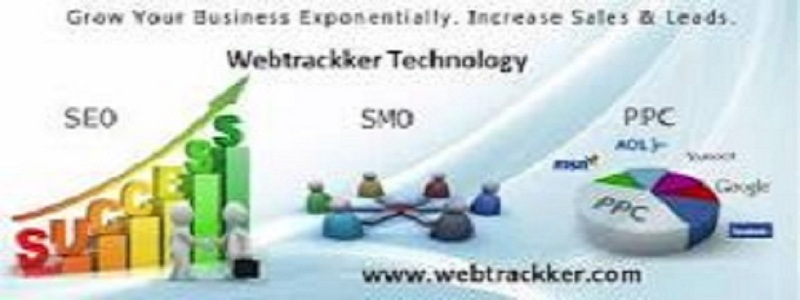 Grow Your Business Exponentially. Increase Sales & Leads.
Webtrackker Technology
SEO
SMO
PPC
SUCCESS
AOL
msn
Yahoo!
Google
PPC
facebook
www.webtrackker.com